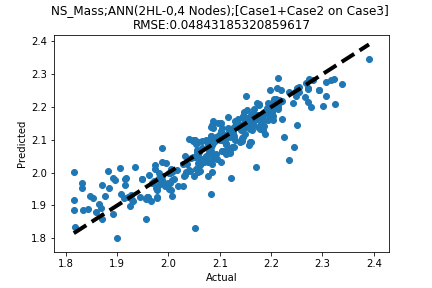 NS_Mass;ANN(2HL-0,4 Nodes);[Case1+Case2 on Case3]
RMSE:0.04843185320859617
2.4
2.3
2.2
2.1
2.0
1.9
1.8
Predicted
1.8 1.9 2.0 2.1 2.2 2.3 2.4
Actual